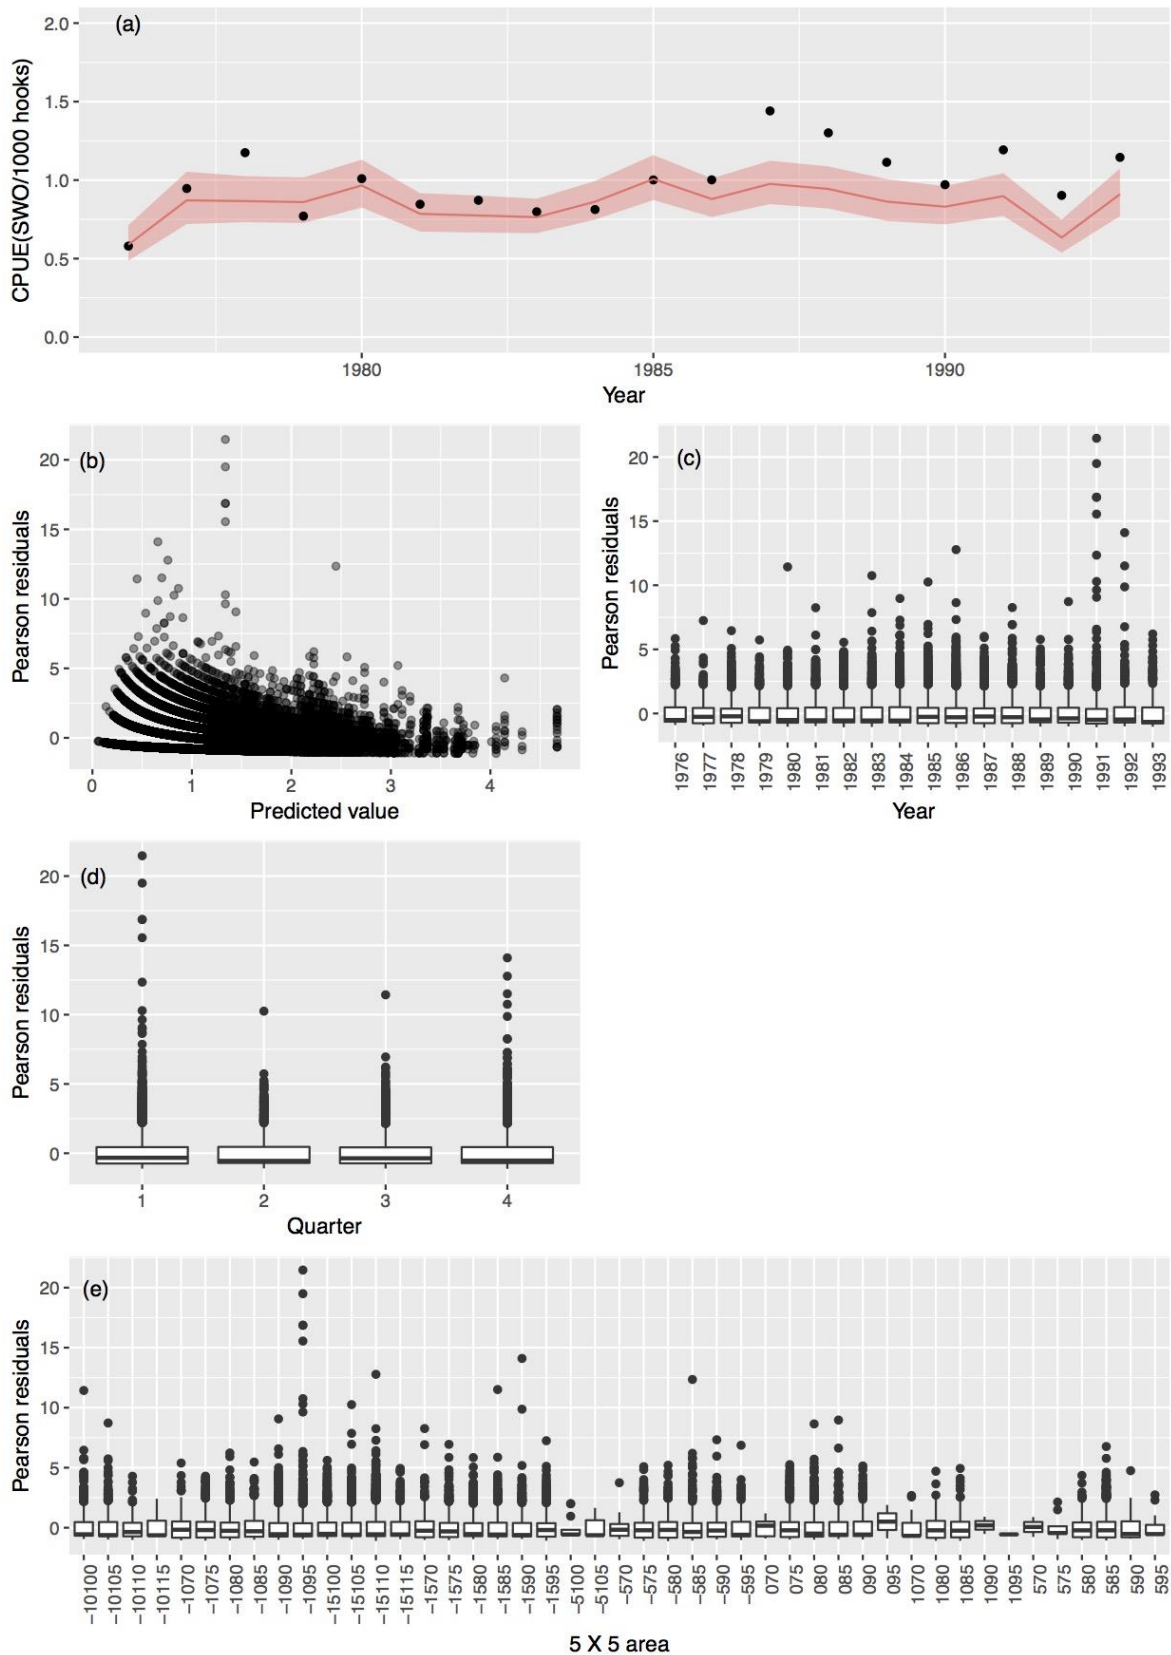 (a)
2.0
1.5
1.0
0.5
0.0
CPUE(SWO/1000 hooks)
1980 1985 1990
Year
(b)
20
15
10
5
0
Pearson residuals
0 1 2 3 4
Predicted value
(c)
20
15
10
5
0
Pearson residuals
1976 1977 1978 1979 1980 1981 1982 1983 1984 1985 1986 1987 1988 1989 1990 1991 1992 1993
Year
(d)
20
15
10
5
0
Pearson residuals
1 2 3 4
Quarter
(e)
20
15
10
5
0
Pearson residuals
−10100 −10105 −10110 −10115 −1070 −1075 −1080 −1085 −1090 −1095 −15100 −15105 −15110 −15115 −1570 −1575 −1580 −1585 −1590 −1595 −5100 −5105 −570 −575 −580 −585 −590 −595 070 075 080 085 090 095 1070 1080 1085 1090 1095 570 575 580 585 590 595
5 X 5 area